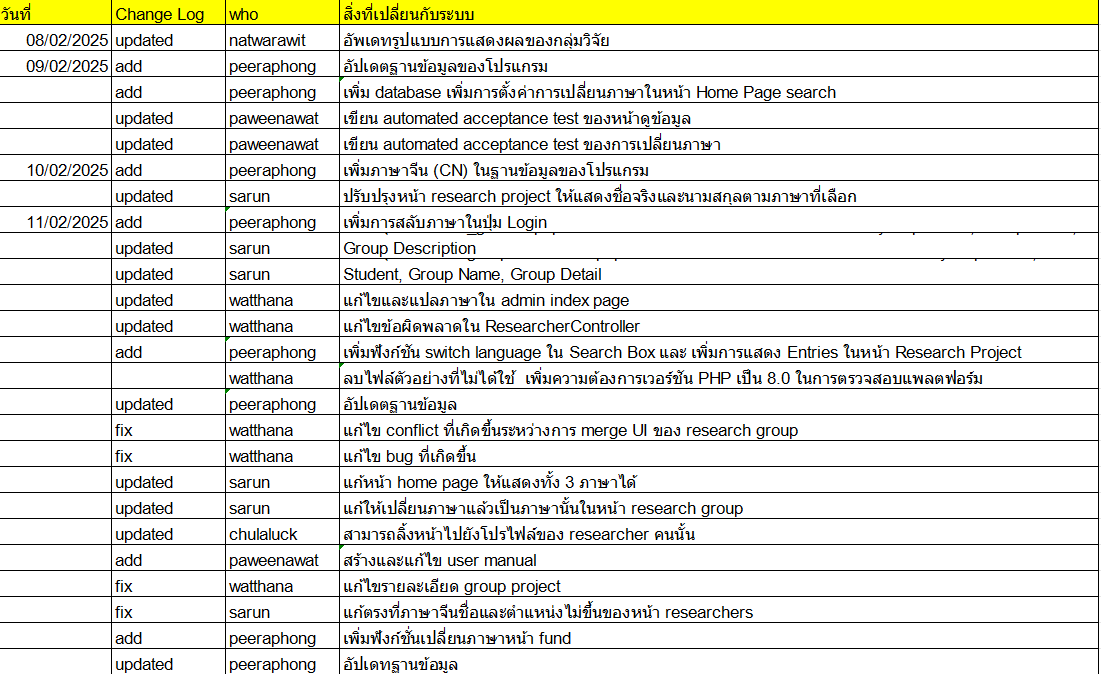 วันที่ Change Log who สิ่งที่เปลี่ยนกับระบบ
08/02/2025 updated natwarawit อัพเดทรูปแบบการแสดงผลของกลุ่มวิจัย
09/02/2025 add peeraphong อัปเดตฐานข้อมูลของโปรแกรม
add peeraphong เพิ่ม database เพิ่มการตั้งค่าการเปลี่ยนภาษาในหน้า Home Page search
updated paweenawat เขียน automated acceptance test ของหน้าดูข้อมูล
updated paweenawat เขียน automated acceptance test ของการเปลี่ยนภาษา
10/02/2025 add peeraphong เพิ่มภาษาจีน (CN) ในฐานข้อมูลของโปรแกรม
updated sarun ปรับปรุงหน้า research project ให้แสดงชื่อจริงและนามสกุลตามภาษาที่เลือก
11/02/2025 add peeraphong เพิ่มการสลับภาษาในปุ่ม Login
updated sarun Group Description
updated sarun Student, Group Name, Group Detail
updated watthana แก้ไขและแปลภาษาใน admin index page
updated watthana แก้ไขข้อผิดพลาดใน ResearcherController
add peeraphong เพิ่มฟังก์ชัน switch language ใน Search Box และ เพิ่มการแสดง Entries ในหน้า Research Project
watthana ลบไฟล์ตัวอย่างที่ไม่ได้ใช้ เพิ่มความต้องการเวอร์ชัน PHP เป็น 8.0 ในการตรวจสอบแพลตฟอร์ม
updated peeraphong อัปเดตฐานข้อมูล
fix watthana แก้ไข conflict ที่เกิดขึ้นระหว่างการ merge UI ของ research group
fix watthana แก้ไข bug ที่เกิดขึ้น
updated sarun แก้หน้า home page ให้แสดงทั้ง 3 ภาษาได้
updated sarun แก้ให้เปลี่ยนภาษาแล้วเป็นภาษานั้นในหน้า research group
updated chulaluck สามารถลิ้งหน้าไปยังโปรไฟล์ของ researcher คนนั้น
add paweenawat สร้างและแก้ไข user manual
fix watthana แก้ไขรายละเอียด group project
fix sarun แก้ตรงที่ภาษาจีนชื่อและตำแหน่งไม่ขึ้นของหน้า researchers
add peeraphong เพิ่มฟังก์ชั่นเปลี่ยนภาษาหน้า fund
updated peeraphong อัปเดทฐานข้อมูล